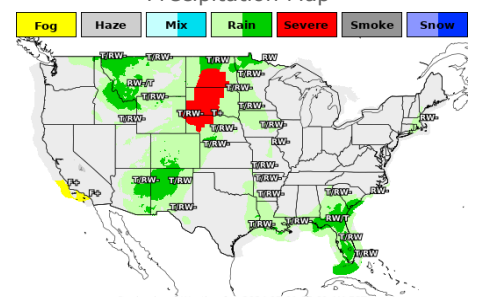 Precipitation Map
Fog Haze Mix Rain Severe Smoke Snow
T/RW- T/RW- T/RW RW
T/RW-
RW-/T T/RW-
T/RW-
T/RW- T/RW- T+ T/RW-
T/RW- T/RW-
T/RW- RW- RW-
T/RW-
F+ T/RW- T/RW T/RW-
F+ T/RW- T/RW- RW-
T/RW- T/RW-
T/RW- T/RW- RW/T
T/RW
T/RW